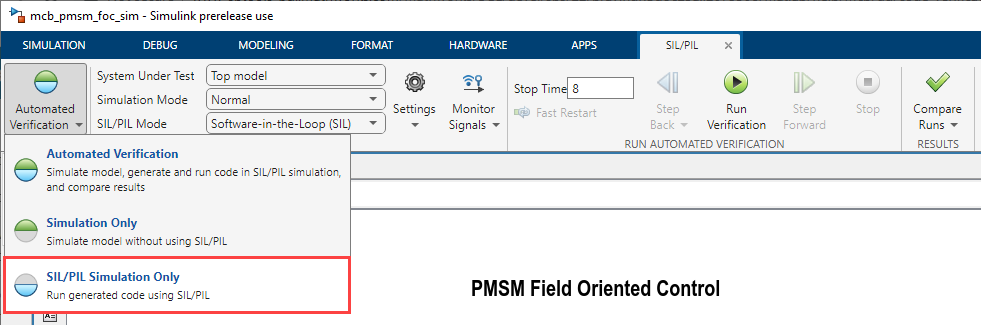 mcb_pmsm_foc_sim - Simulink prerelease use
SIMULATION DEBUG MODELING FORMAT HARDWARE APPS SIL/PIL
Automated
Verification
System Under Test Top model
Simulation Mode Normal
SIL/PIL Mode Software-in-the-Loop (SIL)
Settings
Monitor
Signals
Stop Time 8
Fast Restart
Step
Back
Run
Verification
Step
Forward
Stop
RUN AUTOMATED VERIFICATION
Compare
Runs
RESULTS
Automated Verification
Simulate model, generate and run code in SIL/PIL simulation,
and compare results
Simulation Only
Simulate model without using SIL/PIL
SIL/PIL Simulation Only
Run generated code using SIL/PIL
PMSM Field Oriented Control